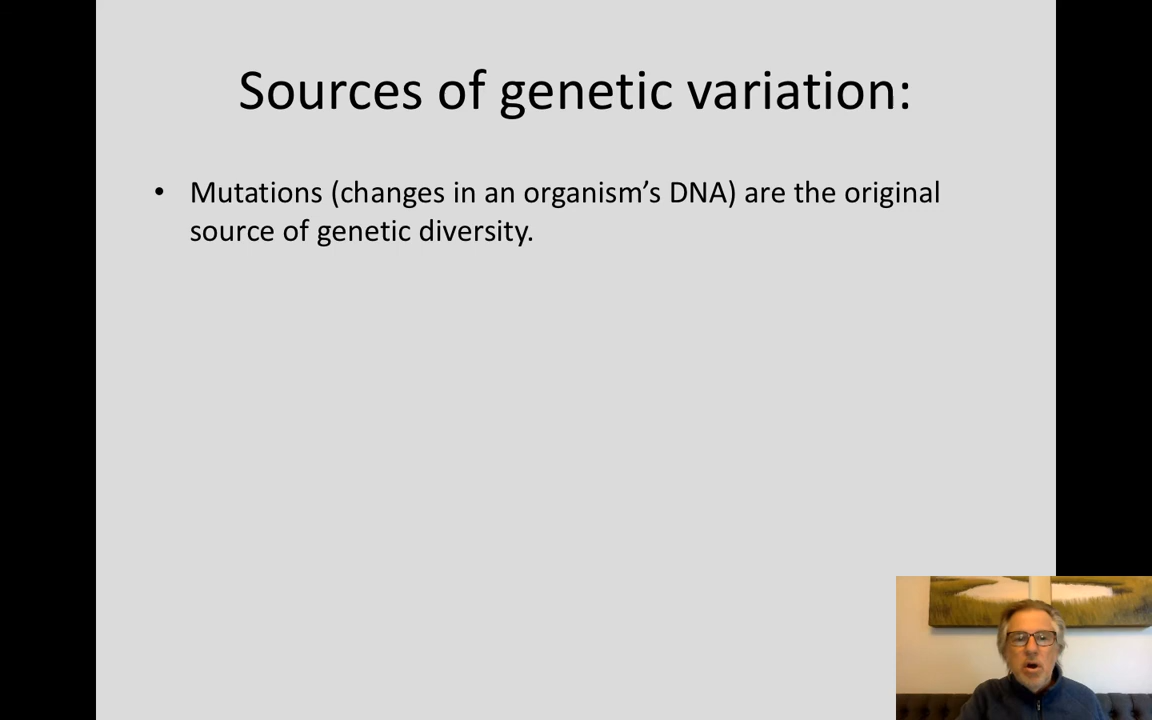 Sources of genetic variation:
• Mutations (changes in an organism’s DNA) are the original
source of genetic diversity.